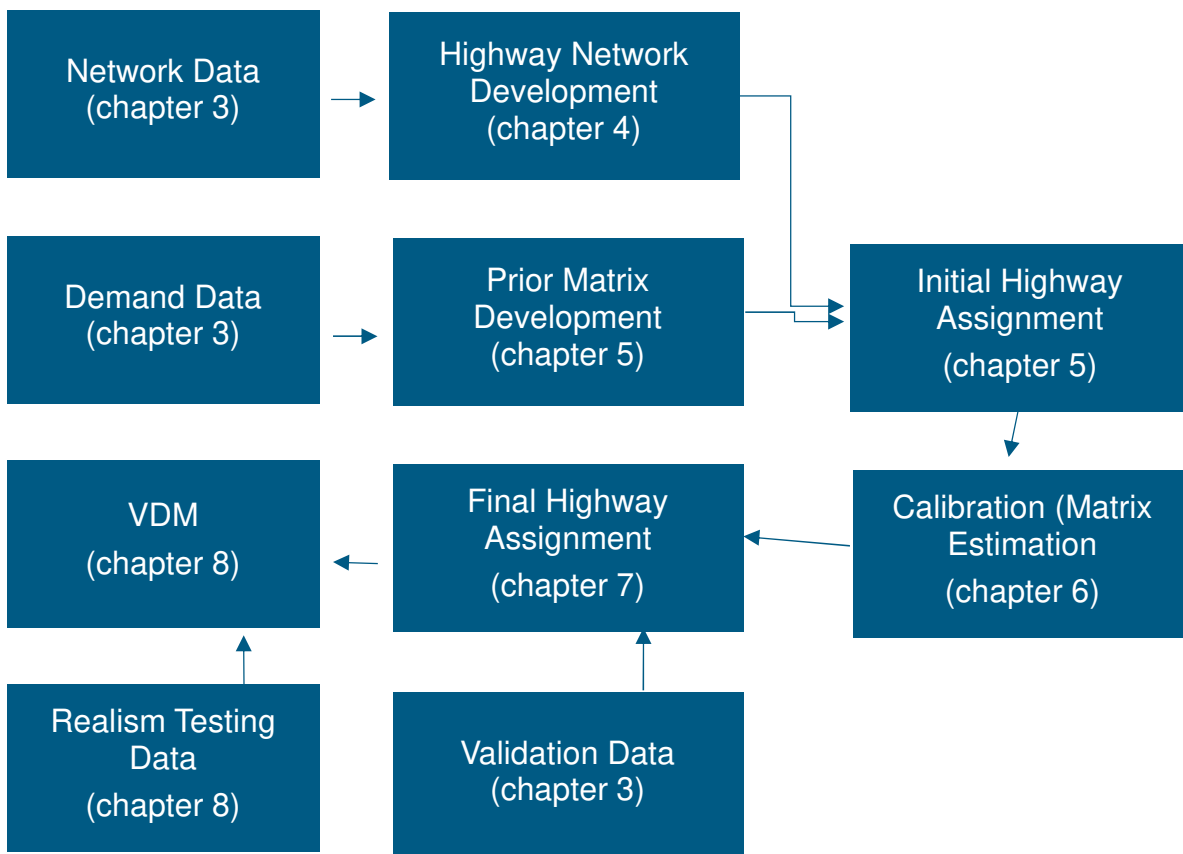 Network Data
(chapter 3)
Highway Network
Development
(chapter 4)
Demand Data
(chapter 3)
Prior Matrix
Development
(chapter 5)
Initial Highway
Assignment
(chapter 5)
VDM
(chapter 8)
Final Highway
Assignment
(chapter 7)
Calibration (Matrix
Estimation
(chapter 6)
Realism Testing
Data
(chapter 8)
Validation Data
(chapter 3)